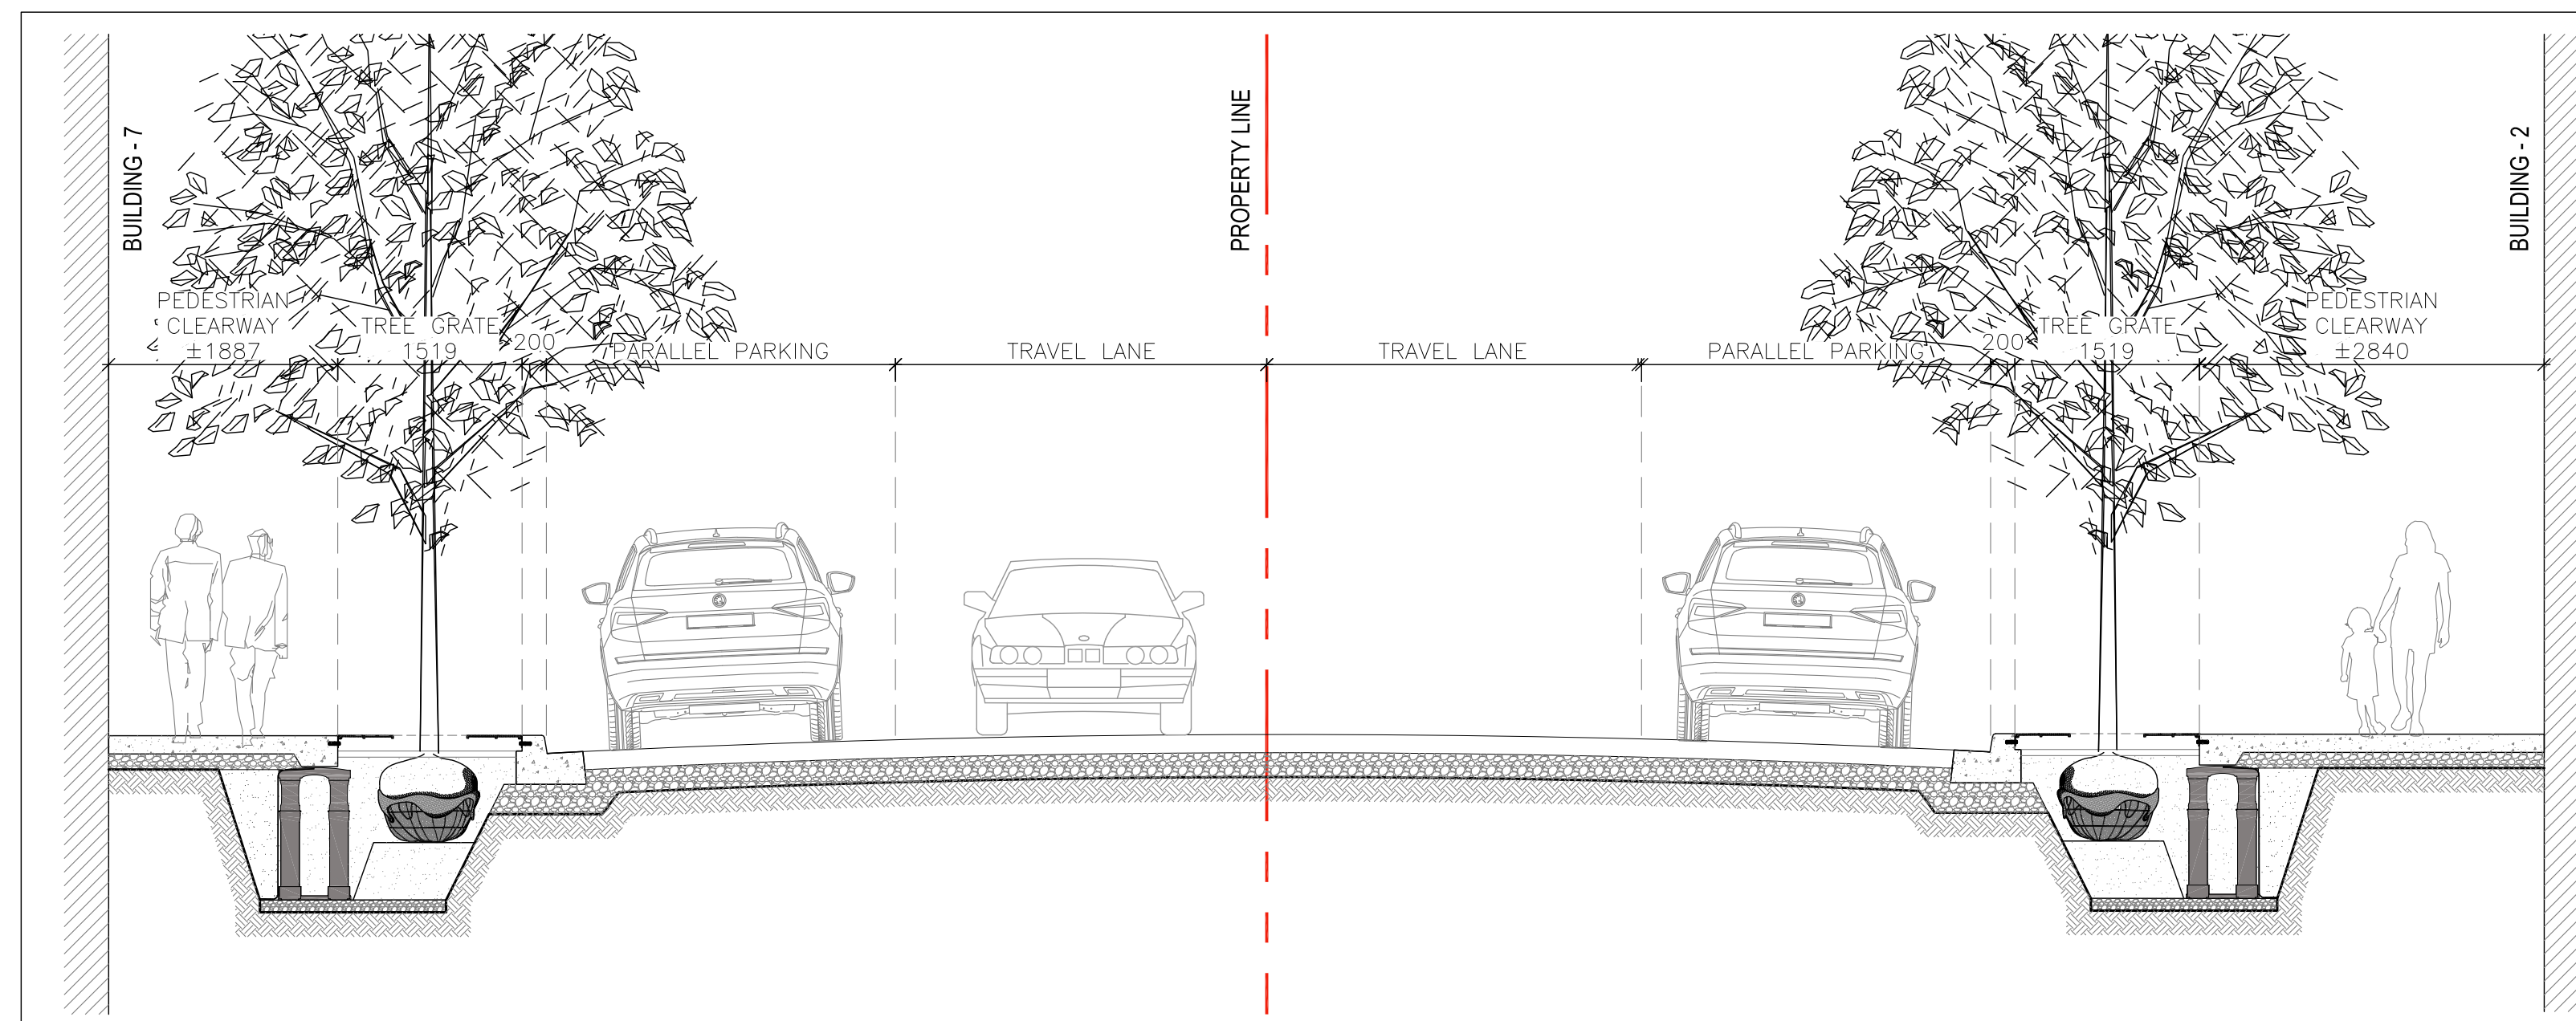 BUILDING - 7
PROPERTY LINE
BUILDING - 2
PEDESTRIAN
CLEARWAY
±1887
TREE GRATE
1519
200
PARALLEL PARKING
TRAVEL LANE
TRAVEL LANE
PARALLEL PARKING
200
TREE GRATE
1519
PEDESTRIAN
CLEARWAY
±2840